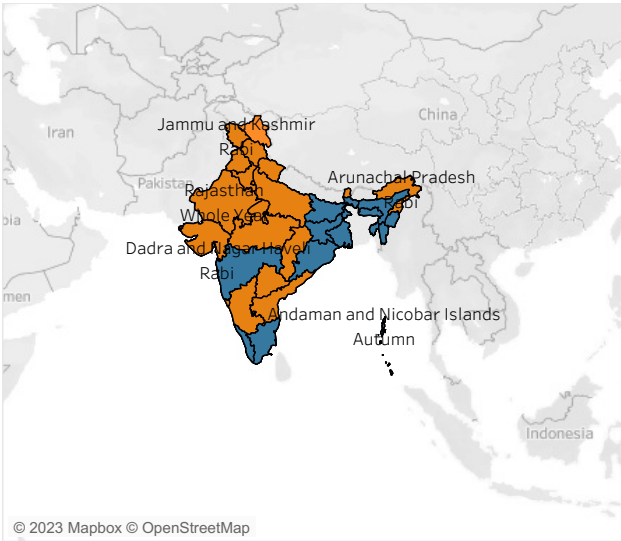 Jammu and Kashmir
China
Iran
Rabi
Arunachal Pradesh
Pakistan
Rajasthan
Rabi
Whole Year
Dadra and Nagar Haveli
Rabi
Andaman and Nicobar Islands
Autumn
Indonesia
© 2023 Mapbox © OpenStreetMap